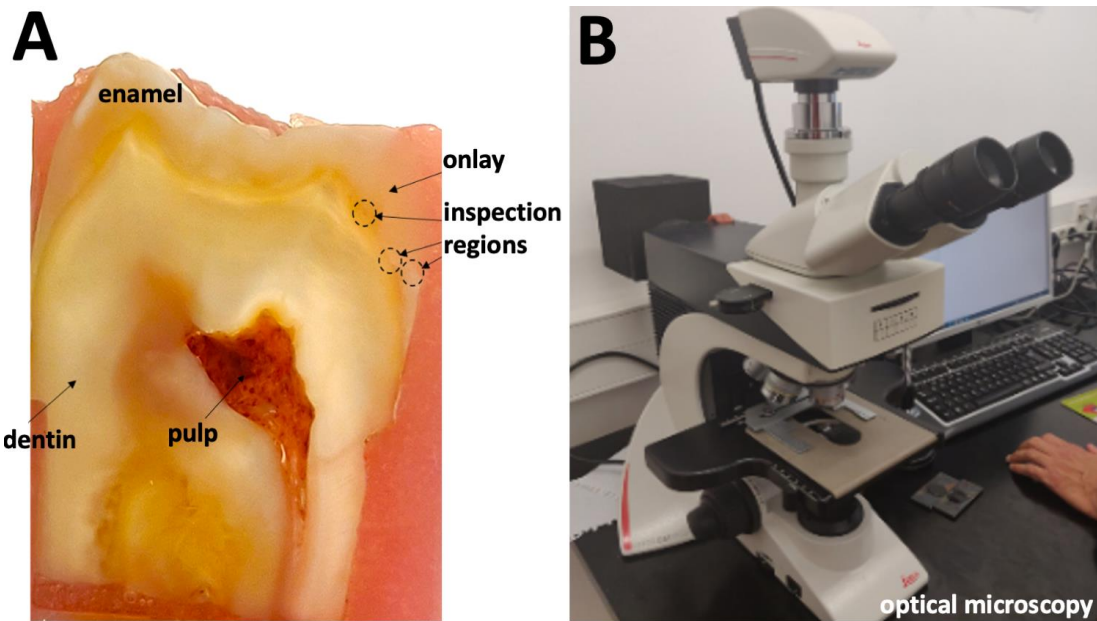 A
enamel
onlay
inspection
regions
pulp
dentin
B
optical microscopy